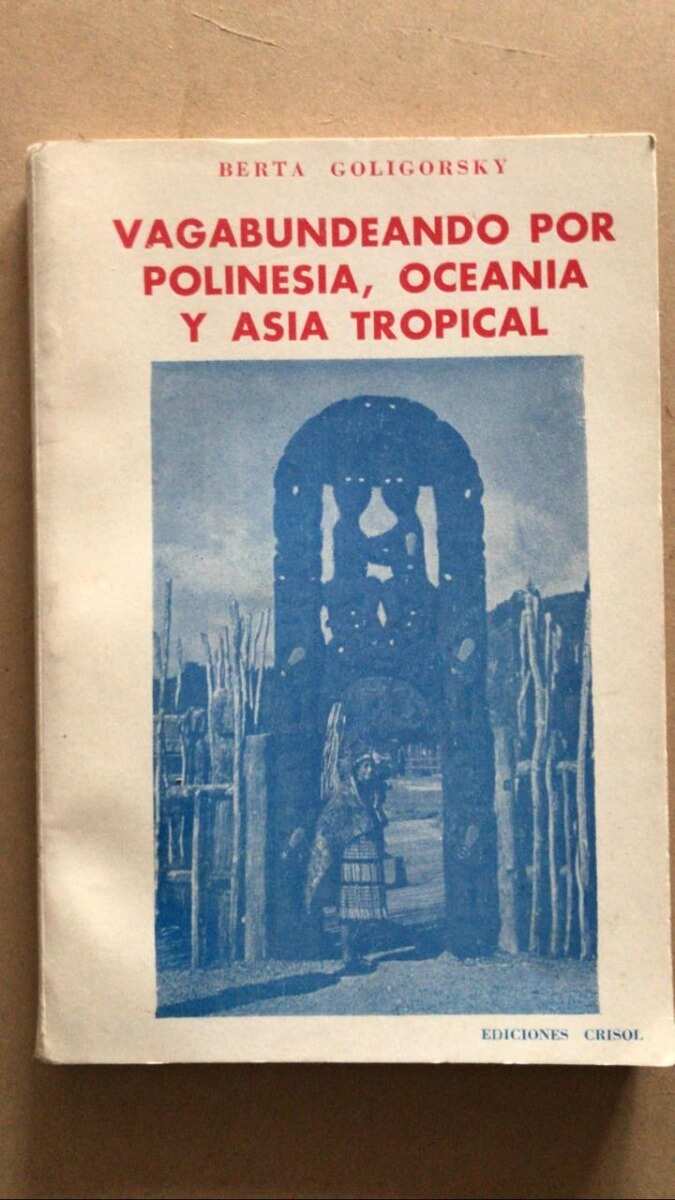 BERTA GOLIGORSKY
VAGABUNDEANDO POR
POLINESIA, OCEANIA
Y ASIA TROPICAL
EDICIONES CRISOL